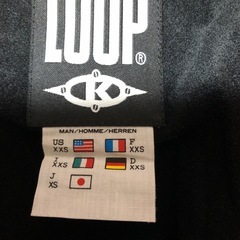 LOOP®
K
MAN/HOMME/HERREN
US F
XXS XXS
I D
XXS XXS
J
XS